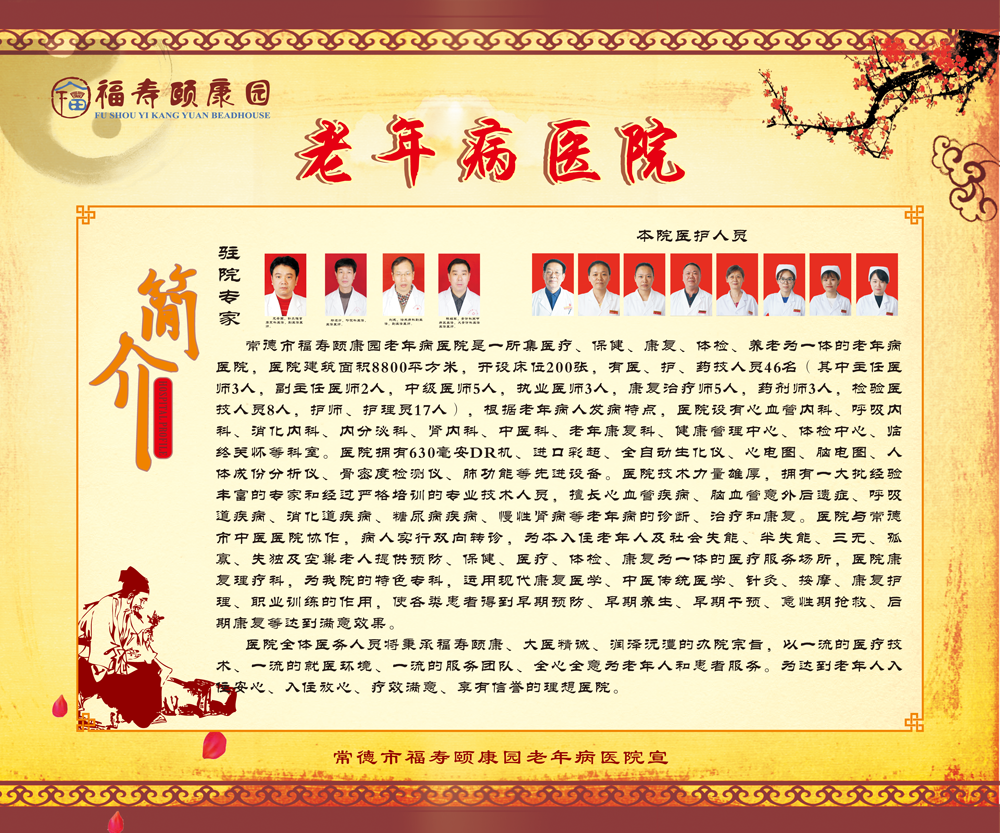 福寿颐康园
FU SHOU YI KANG YUAN BEADHOUSE
老年病医院
简介
驻院专家
本院医护人员
常德市福寿颐康园老年病医院是一所集医疗、保健、康复、体检、养老为一体的老年病
医院，医院建筑面积8800平方米，开设床位200张，有医、护、药技人员46名（其中主任医
师3人，副主任医师2人，中级医师5人，执业医师3人，康复治疗师5人，药剂师3人，检验医
技人员8人，护师、护理员17人），根据老年病人发病特点，医院设有心血管内科、呼吸内
科、消化内科、内分泌科、肾内科、中医科、老年康复科、健康管理中心、体检中心、临
终关怀等科室。医院拥有630毫安DR机、进口彩超、全自动生化仪、心电图、脑电图、人
体成份分析仪、骨密度检测仪、肺功能等先进设备。医院技术力量雄厚，拥有一大批经验
丰富的专家和经过严格培训的专业技术人员，擅长心血管疾病、脑血管意外后遗症、呼吸
道疾病、消化道疾病、糖尿病疾病、慢性肾病等老年病的诊断、治疗和康复。医院与常德
市中医医院协作，病人实行双向转诊，为本入住老年人及社会失能、半失能、三无、孤
寡、失独及空巢老人提供预防、保健、医疗、体检、康复为一体的医疗服务场所，医院康
复理疗科，为我院的特色专科，运用现代康复医学、中医传统医学、针灸、按摩、康复护
理、职业训练的作用，使各类患者得到早期预防、早期养生、早期干预、急性期抢救、后
期康复等达到满意效果。
医院全体医务人员将秉承福寿颐康、大医精诚、润泽沅澧的办院宗旨，以一流的医疗技
术、一流的就医环境、一流的服务团队、全心全意为老年人和患者服务。为达到老年人入
住安心、入住放心、疗效满意、享有信誉的理想医院。
常德市福寿颐康园老年病医院宣